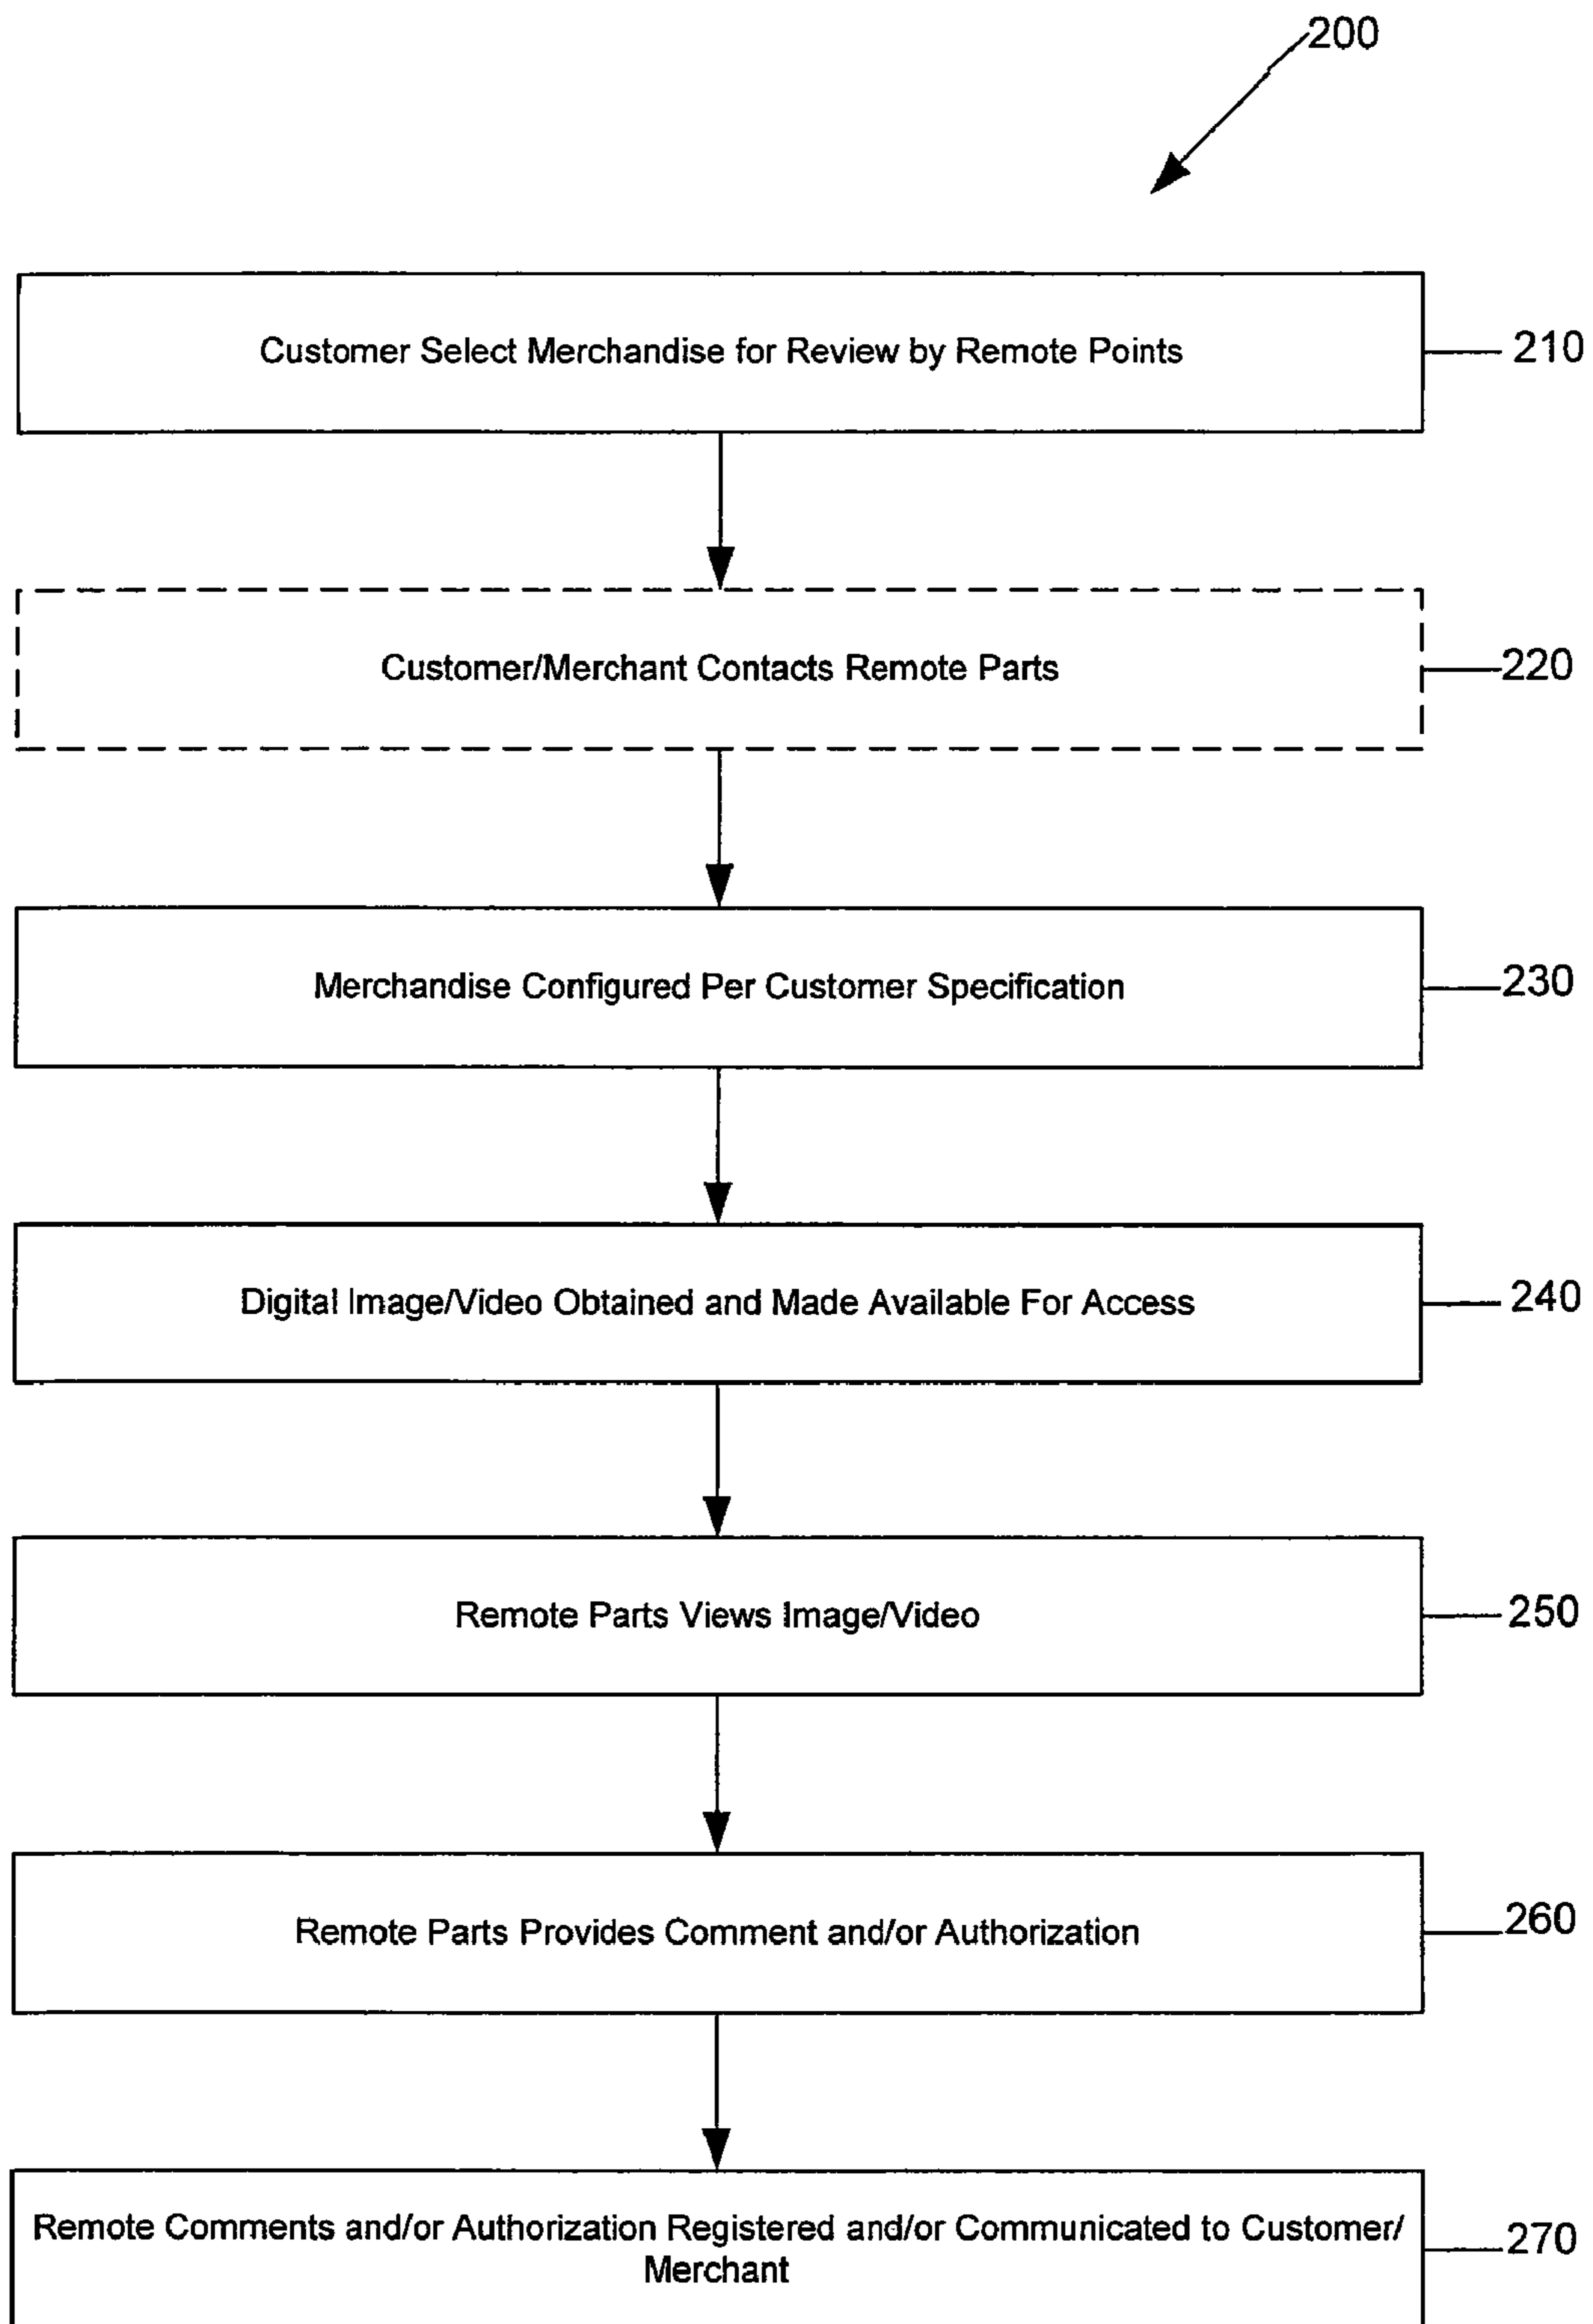 200
Customer Select Merchandise for Review by Remote Points
210
Customer/Merchant Contacts Remote Parts
220
Merchandise Configured Per Customer Specification
230
Digital Image/Video Obtained and Made Available For Access
240
Remote Parts Views Image/Video
250
Remote Parts Provides Comment and/or Authorization
260
Remote Comments and/or Authorization Registered and/or Communicated to Customer/
Merchant
270